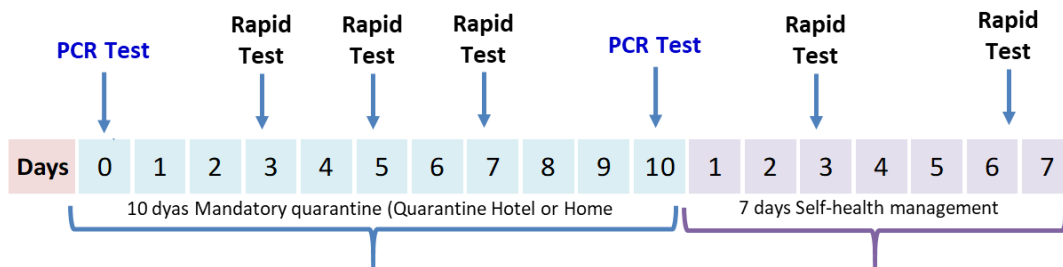 PCR Test
Rapid
Test
Rapid
Test
Rapid
Test
PCR Test
Rapid
Test
Rapid
Test
Days 0 1 2 3 4 5 6 7 8 9 10 1 2 3 4 5 6 7
10 dyas Mandatory quarantine (Quarantine Hotel or Home
7 days Self-health management